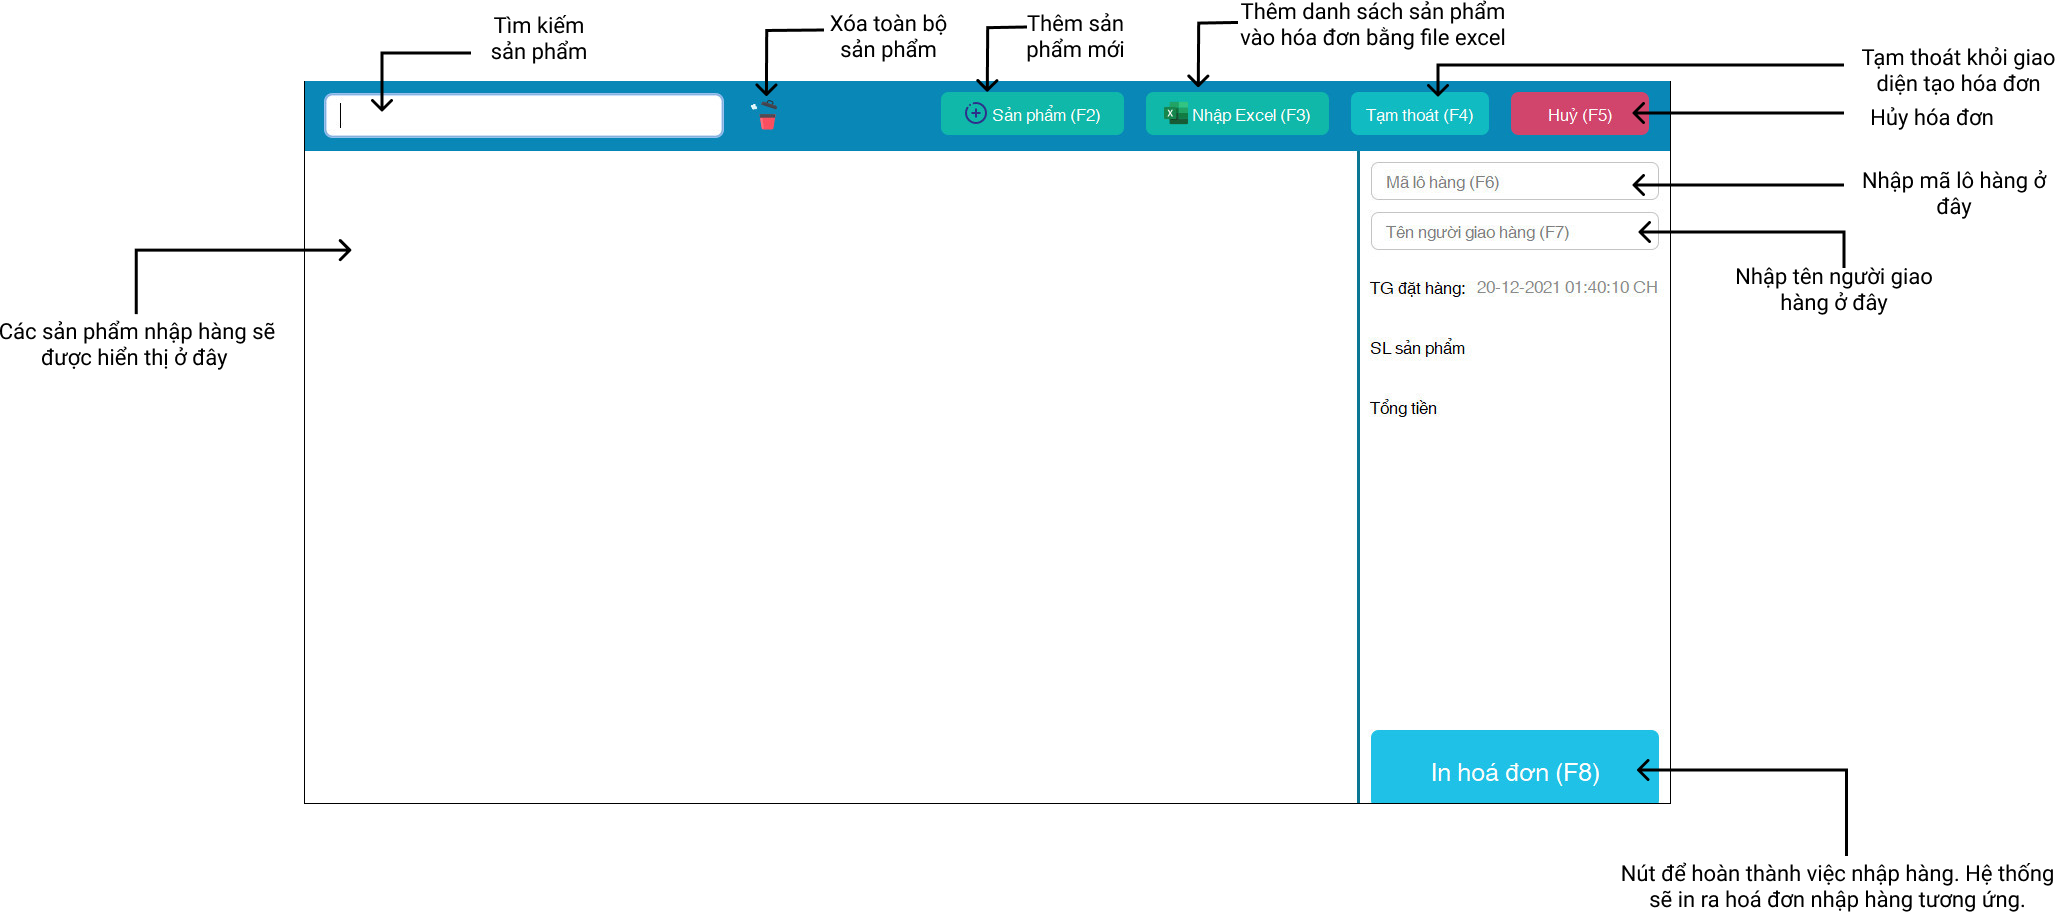 Tìm kiếm
sản phẩm
Xóa toàn bộ
sản phẩm
Thêm sản
phẩm mới
Thêm danh sách sản phẩm
vào hóa đơn bằng file excel
Tạm thoát khỏi giao
diện tạo hóa đơn
Hủy hóa đơn
Sản phẩm (F2)
Nhập Excel (F3)
Tạm thoát (F4)
Huỷ (F5)
Mã lô hàng (F6)
Nhập mã lô hàng ở
đây
Tên người giao hàng (F7)
Nhập tên người giao
hàng ở đây
TG đặt hàng: 20-12-2021 01:40:10 CH
Các sản phẩm nhập hàng sẽ
được hiển thị ở đây
SL sản phẩm
Tổng tiền
In hoá đơn (F8)
Nút để hoàn thành việc nhập hàng. Hệ thống
sẽ in ra hoá đơn nhập hàng tương ứng.